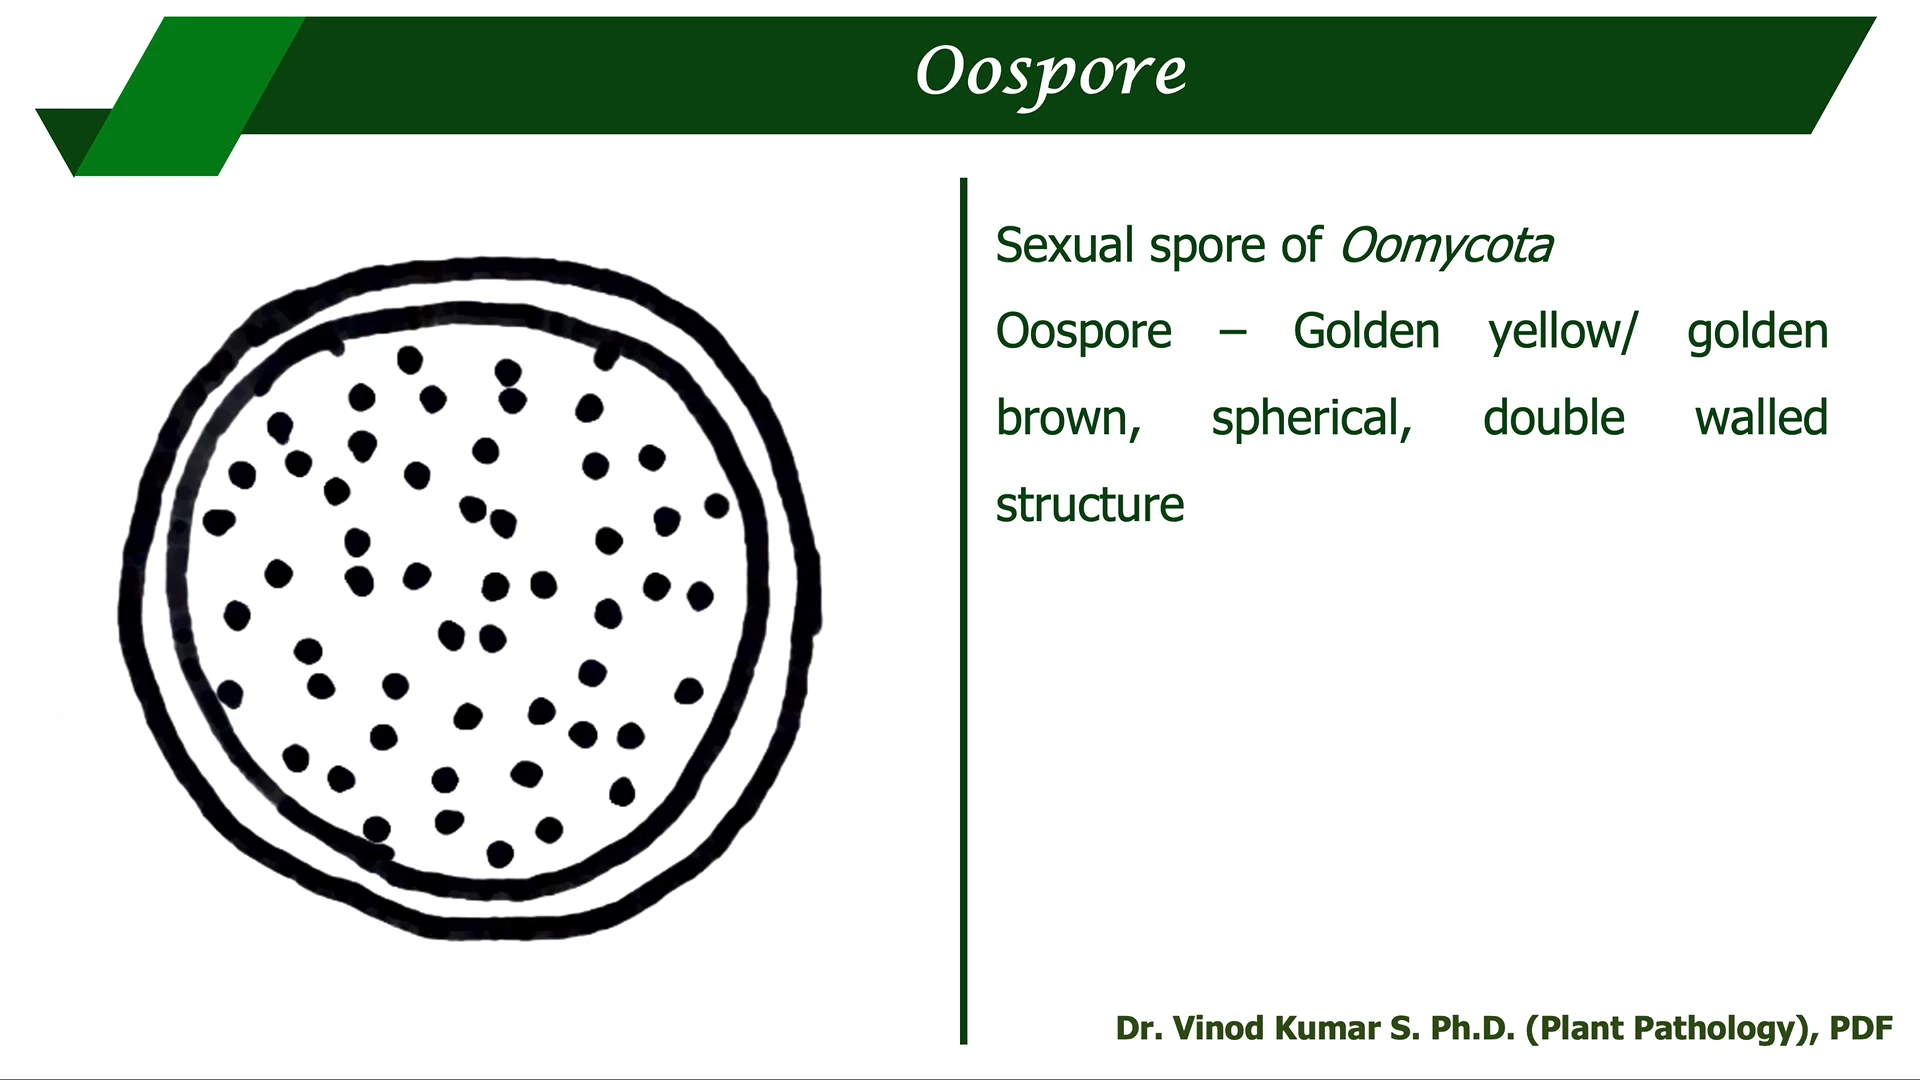 Oospore
Sexual spore of Oomycota
Oospore – Golden yellow/ golden
brown, spherical, double walled
structure
Dr. Vinod Kumar S. Ph.D. (Plant Pathology), PDF